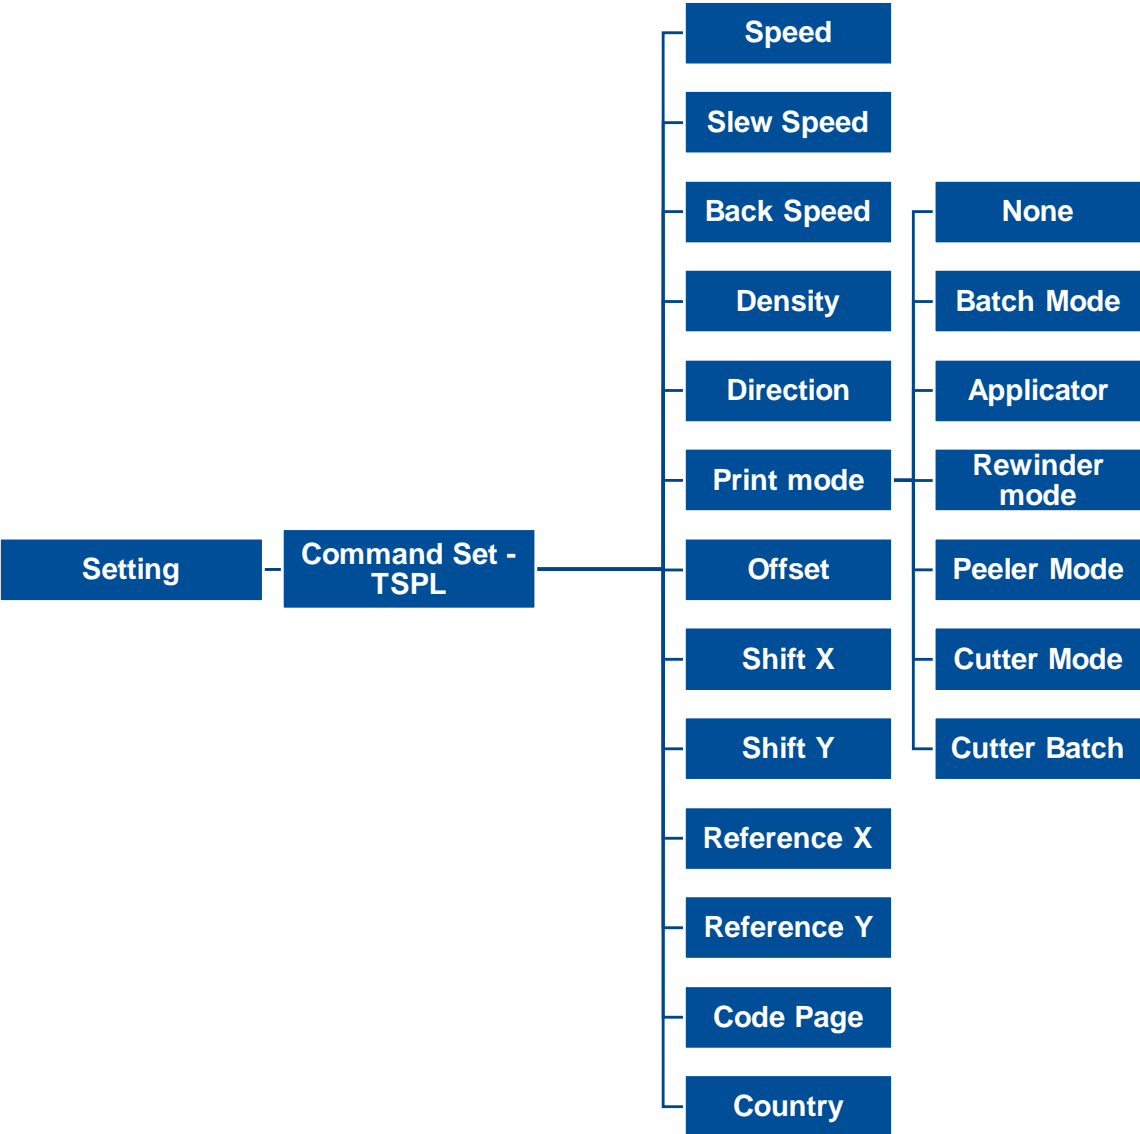 Setting
Command Set -
TSPL
Speed
Slew Speed
Back Speed
Density
Direction
Print mode
Offset
Shift X
Shift Y
Reference X
Reference Y
Code Page
Country
None
Batch Mode
Applicator
Rewinder
mode
Peeler Mode
Cutter Mode
Cutter Batch